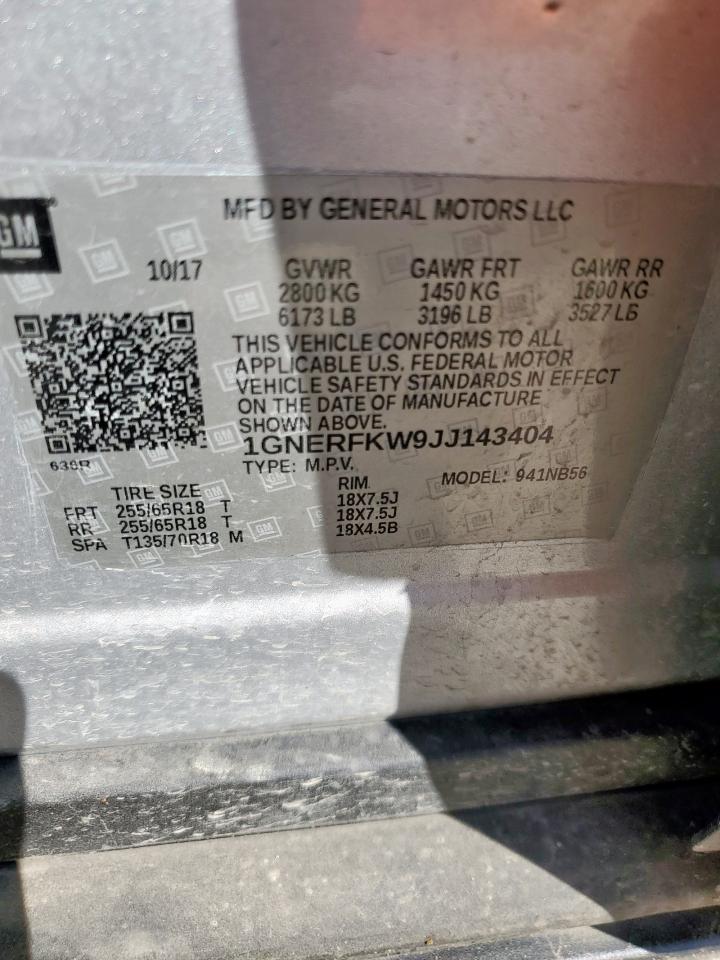 GM
MFD BY GENERAL MOTORS LLC
10/17 GVWR GAWR FRT GAWR RR
2800 KG 1450 KG 1600 KG
6173 LB 3196 LB 3527 LB
THIS VEHICLE CONFORMS TO ALL
APPLICABLE U.S. FEDERAL MOTOR
VEHICLE SAFETY STANDARDS IN EFFECT
ON THE DATE OF MANUFACTURE
SHOWN ABOVE.
1GNERFKW9JJ143404
638R TYPE: M.P.V. MODEL: 941NB56
TIRE SIZE RIM
FRT 255/65R18 T 18X7.5J
RR 255/65R18 T 18X7.5J
SPA T135/70R18 M 18X4.5B